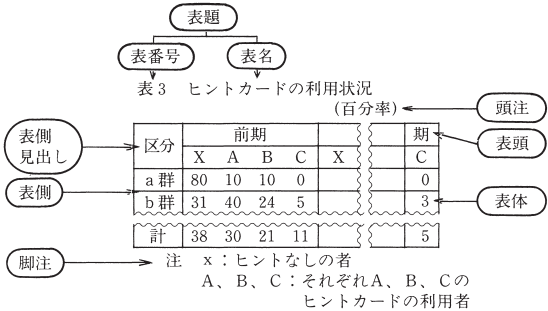 表題
表番号 表名
表3 ヒントカードの利用状況
(百分率) 頭注
表側見出し
区分 前期 期 表頭
X A B C X C
表側
a群 80 10 10 0 0
b群 31 40 24 5 3 表体
計 38 30 21 11 5
脚注 注 x:ヒントなしの者
A、B、C:それぞれA、B、Cの
ヒントカードの利用者